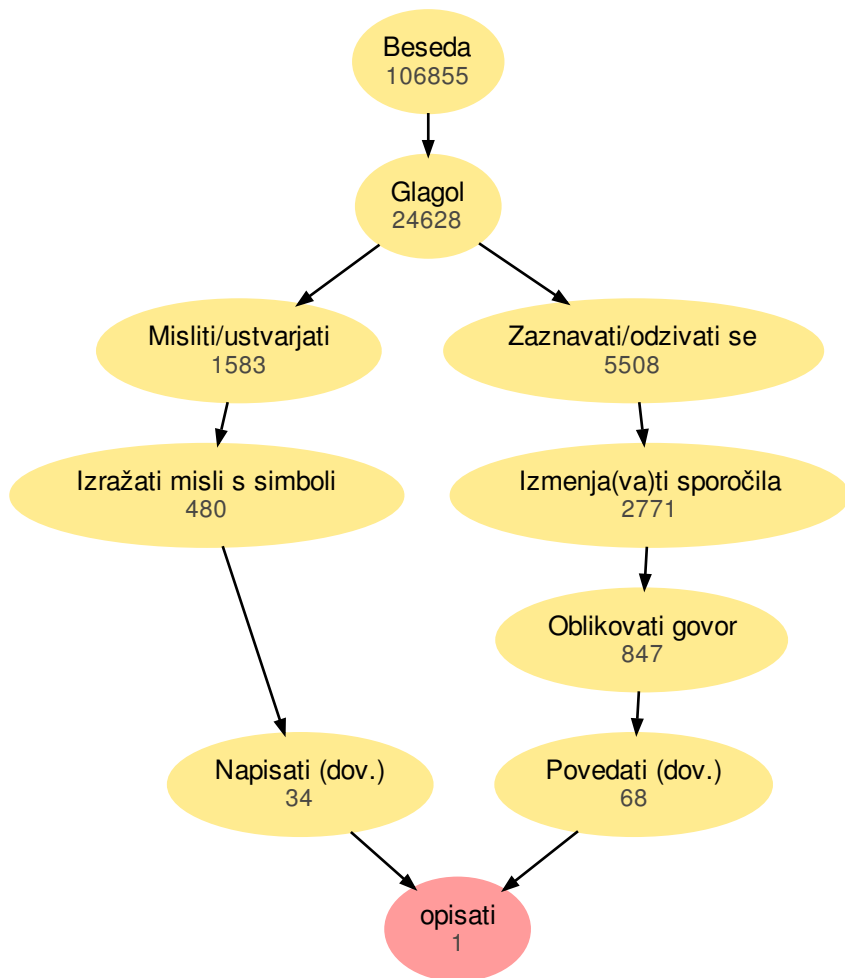 Beseda
106855
Glagol
24628
Misliti/ustvarjati
1583
Zaznavati/odzivati se
5508
Izražati misli s simboli
480
Izmenja(va)ti sporočila
2771
Oblikovati govor
847
Napisati (dov.)
34
Povedati (dov.)
68
opisati
1